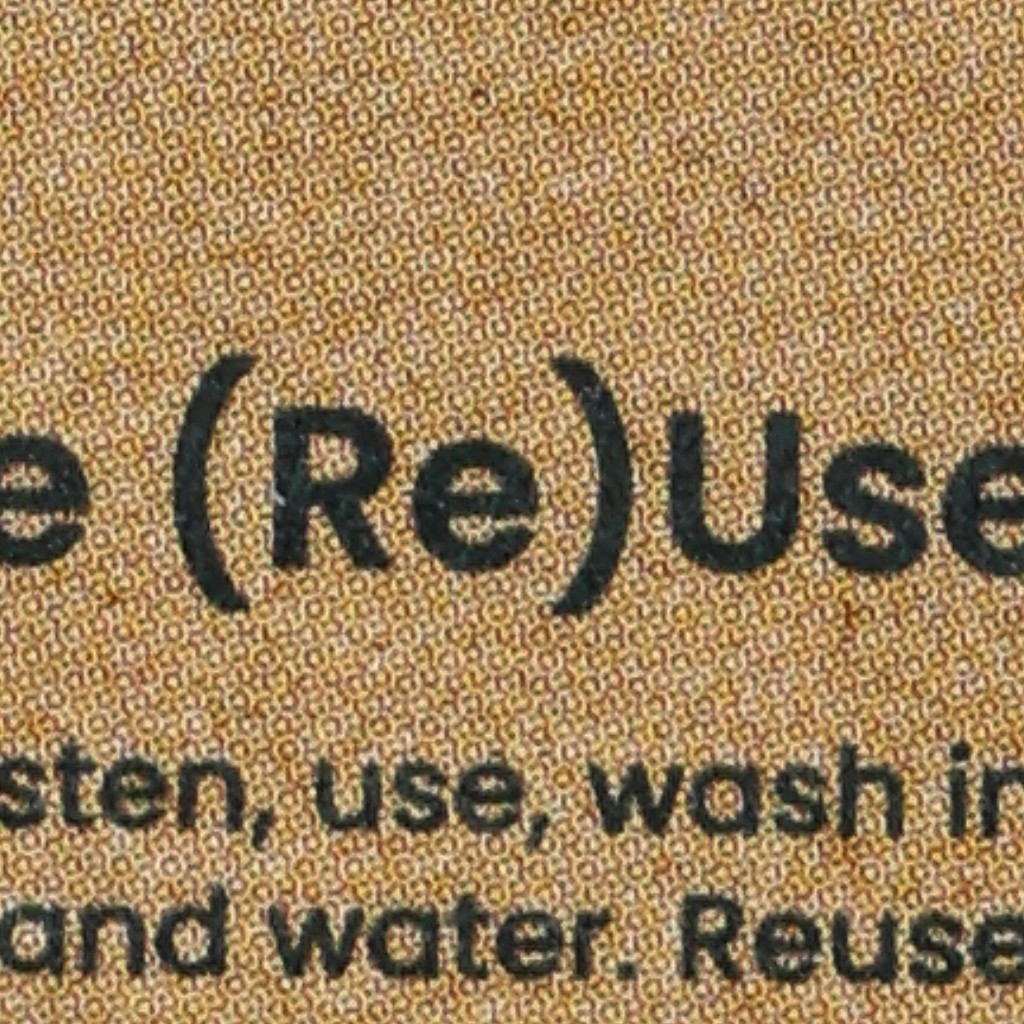 e (Re)Use
sten, use, wash in
and water. Reuse